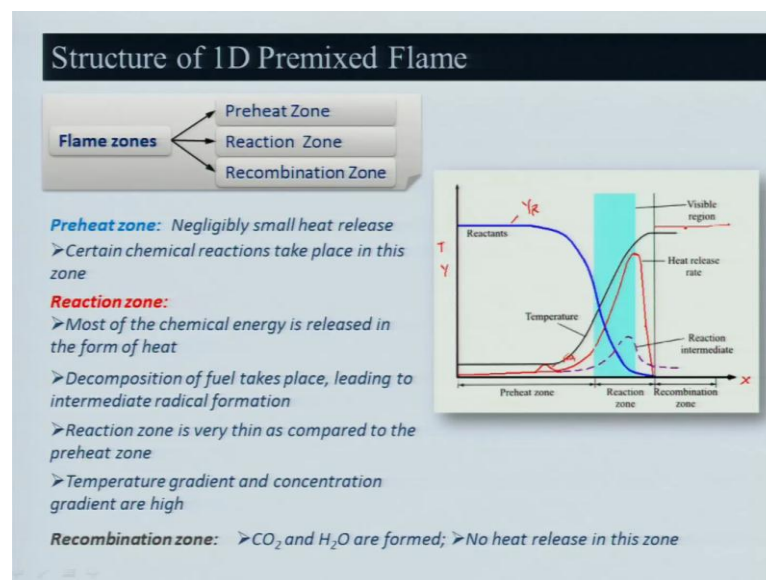 Structure of 1D Premixed Flame
Flame zones
Preheat Zone
Reaction Zone
Recombination Zone
Preheat zone: Negligibly small heat release
➢Certain chemical reactions take place in this
zone
Reaction zone:
➢Most of the chemical energy is released in
the form of heat
➢Decomposition of fuel takes place, leading to
intermediate radical formation
➢Reaction zone is very thin as compared to the
preheat zone
➢Temperature gradient and concentration
gradient are high
Recombination zone: ➢CO₂ and H₂O are formed; ➢No heat release in this zone
Y_R
Reactants
T
Y
Visible
region
Heat release
rate
Temperature
Reaction
intermediate
x
Preheat zone
Reaction
zone
Recombination
zone